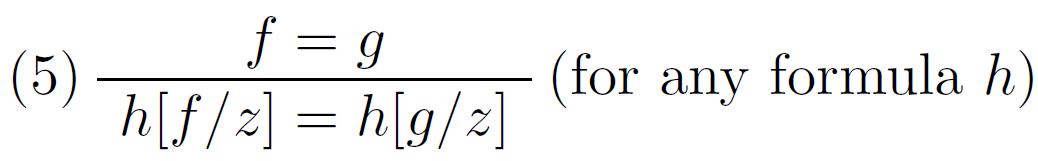 f = g
(5) (for any formula h)
h[f/z] = h[g/z]